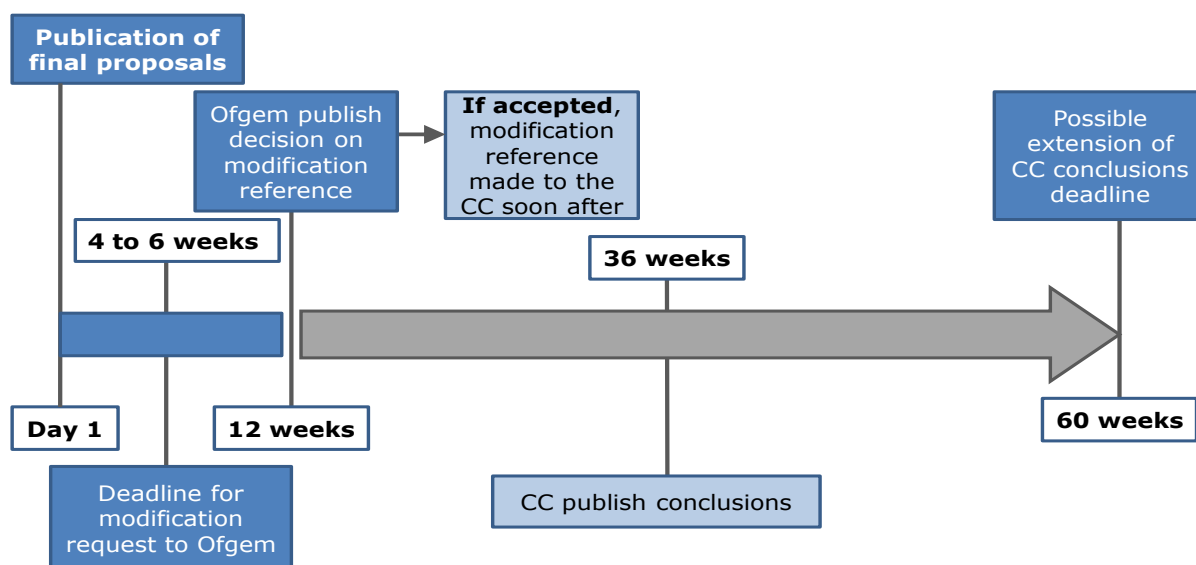 Publication of
final proposals
Ofgem publish
decision on
modification
reference
If accepted,
modification
reference
made to the
CC soon after
Possible
extension of
CC conclusions
deadline
4 to 6 weeks
36 weeks
Day 1
12 weeks
60 weeks
Deadline for
modification
request to Ofgem
CC publish conclusions